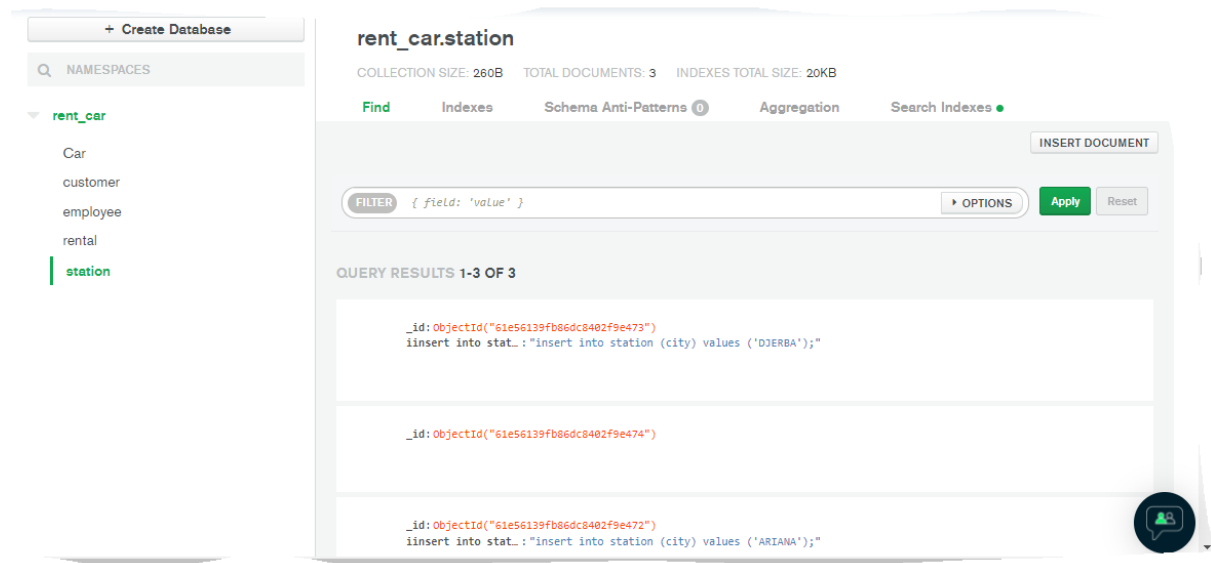 + Create Database
NAMESPACES
rent_car
Car
customer
employee
rental
station
rent_car.station
COLLECTION SIZE: 260B TOTAL DOCUMENTS: 3 INDEXES TOTAL SIZE: 20KB
Find Indexes Schema Anti-Patterns 0 Aggregation Search Indexes
INSERT DOCUMENT
FILTER { field: 'value' } OPTIONS Apply Reset
QUERY RESULTS 1-3 OF 3
_id: ObjectId("61e56139fb86dc8402f9e473")
iinsert into stat… : "insert into station (city) values ('DJERBA');"
_id: ObjectId("61e56139fb86dc8402f9e474")
_id: ObjectId("61e56139fb86dc8402f9e472")
iinsert into stat… : "insert into station (city) values ('ARIANA');"